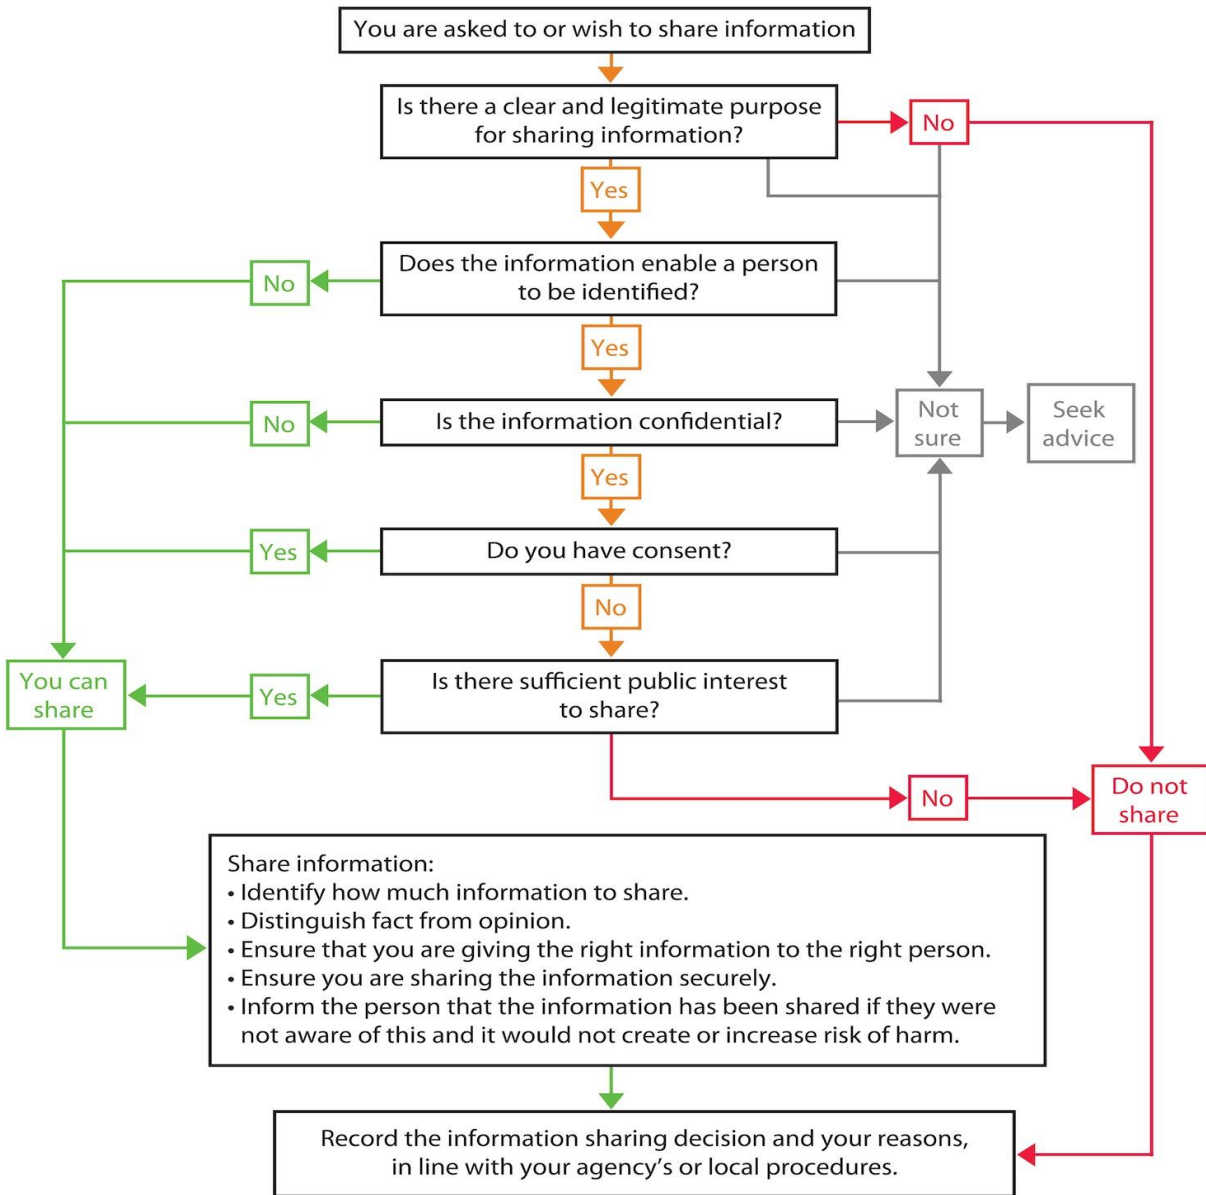 You are asked to or wish to share information
Is there a clear and legitimate purpose
for sharing information?
No
Yes
Does the information enable a person
to be identified?
No
Yes
Is the information confidential?
No
Not
sure
Seek
advice
Yes
Do you have consent?
Yes
No
Is there sufficient public interest
to share?
Yes
You can
share
No
Do not
share
Share information:
• Identify how much information to share.
• Distinguish fact from opinion.
• Ensure that you are giving the right information to the right person.
• Ensure you are sharing the information securely.
• Inform the person that the information has been shared if they were
not aware of this and it would not create or increase risk of harm.
Record the information sharing decision and your reasons,
in line with your agency’s or local procedures.